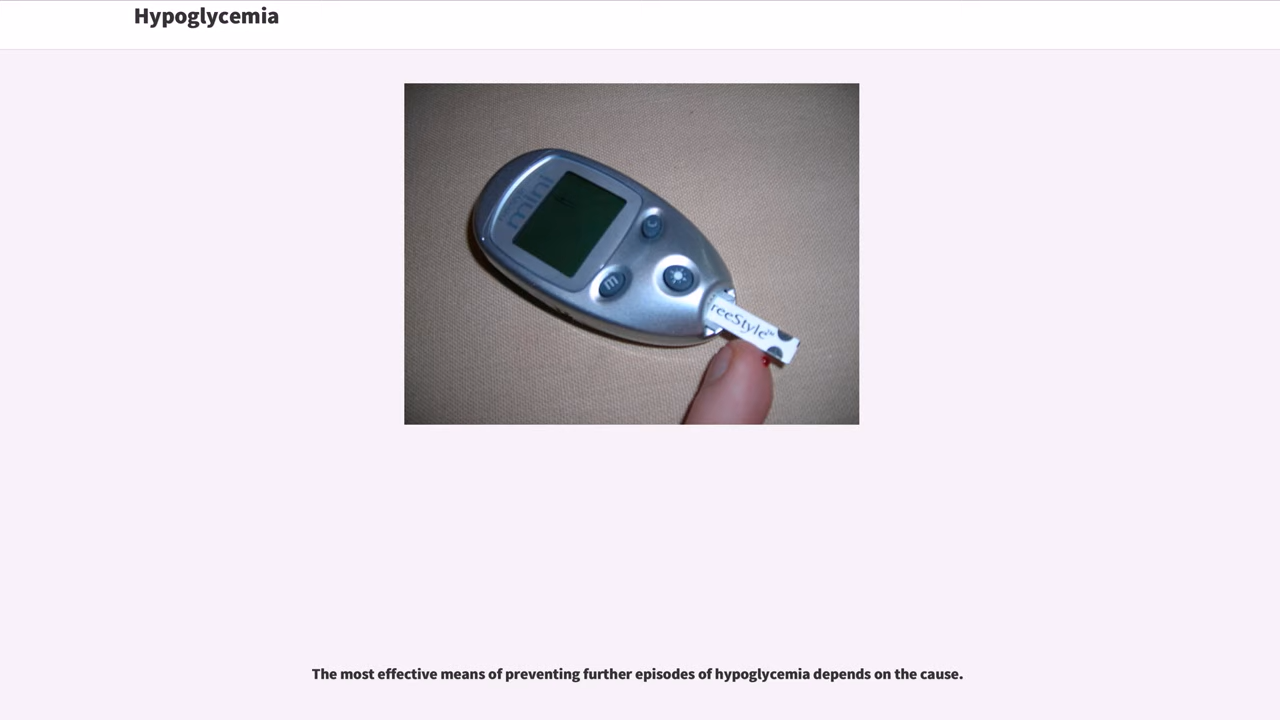 Hypoglycemia
mini
m
reeStyle
The most effective means of preventing further episodes of hypoglycemia depends on the cause.